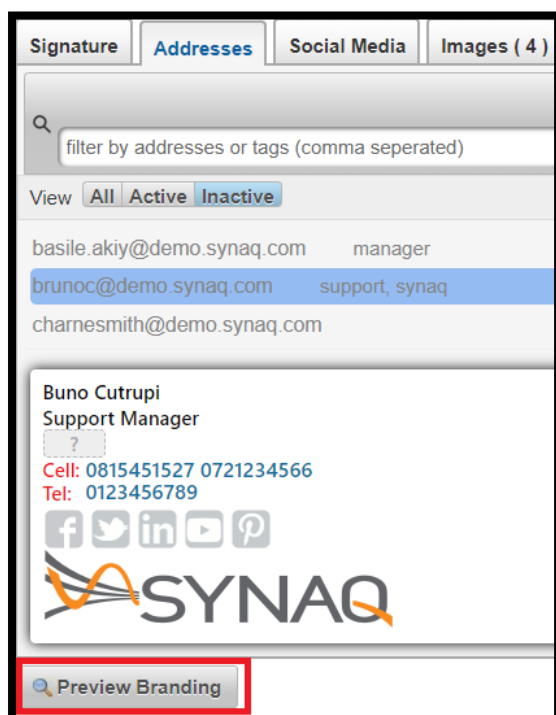 Signature Addresses Social Media Images ( 4 )
filter by addresses or tags (comma seperated)
View All Active Inactive
basile.akiy@demo.synaq.com manager
brunoc@demo.synaq.com support, synaq
charnesmith@demo.synaq.com
Buno Cutrupi
Support Manager
?
Cell: 0815451527 0721234566
Tel: 0123456789
SYNAQ
Preview Branding